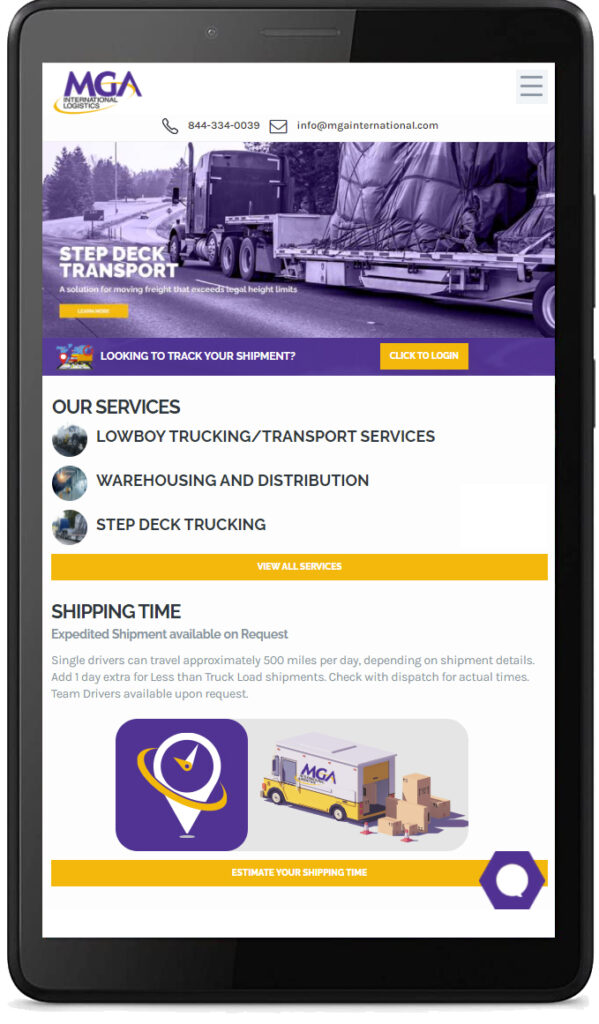 MGA
INTERNATIONAL
LOGISTICS
844-334-0039 info@mgainternational.com
STEP DECK
TRANSPORT
A solution for moving freight that exceeds legal height limits
LEARN MORE
LOOKING TO TRACK YOUR SHIPMENT? CLICK TO LOGIN
OUR SERVICES
LOWBOY TRUCKING/TRANSPORT SERVICES
WAREHOUSING AND DISTRIBUTION
STEP DECK TRUCKING
VIEW ALL SERVICES
SHIPPING TIME
Expedited Shipment available on Request
Single drivers can travel approximately 500 miles per day, depending on shipment details.
Add 1 day extra for Less than Truck Load shipments. Check with dispatch for actual times.
Team Drivers available upon request.
MGA
ESTIMATE YOUR SHIPPING TIME